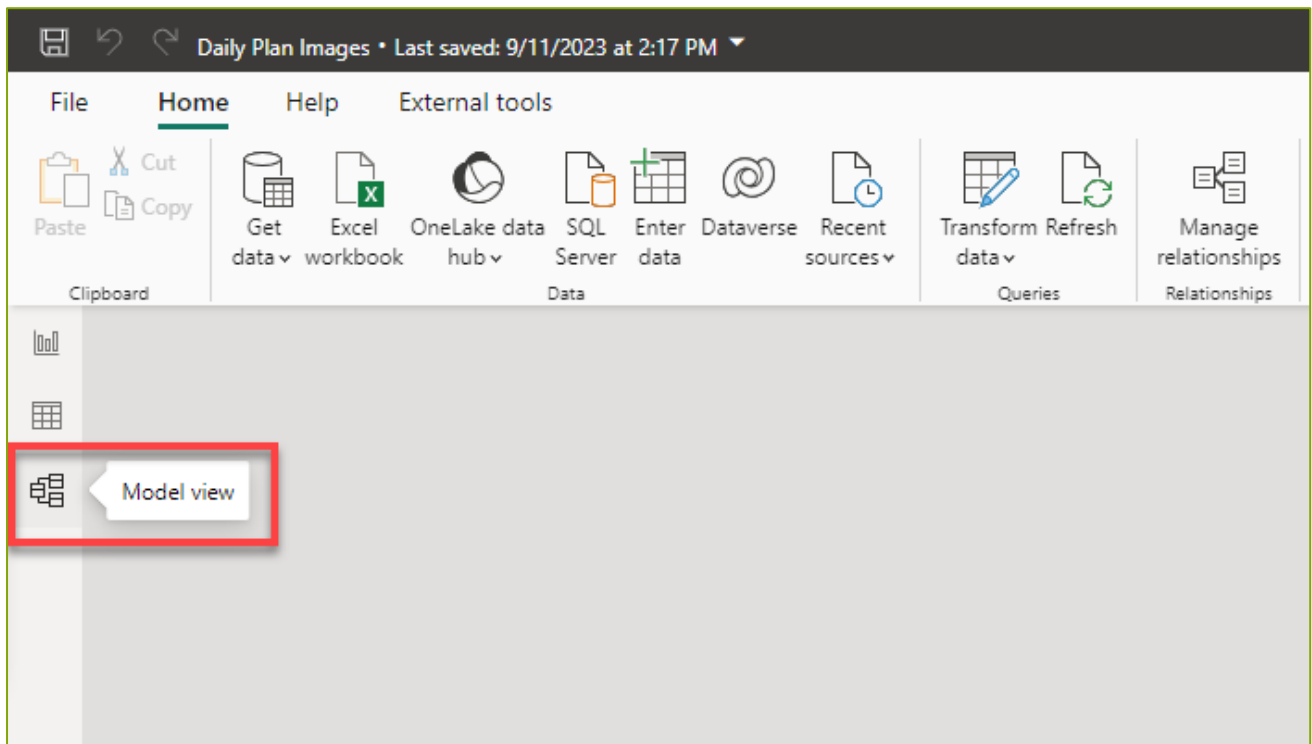 Daily Plan Images • Last saved: 9/11/2023 at 2:17 PM
File Home Help External tools
Paste
Cut
Copy
Clipboard
Get data
Excel workbook
OneLake data hub
SQL Server
Enter data
Dataverse
Recent sources
Data
Transform data
Refresh
Queries
Manage relationships
Relationships
Model view